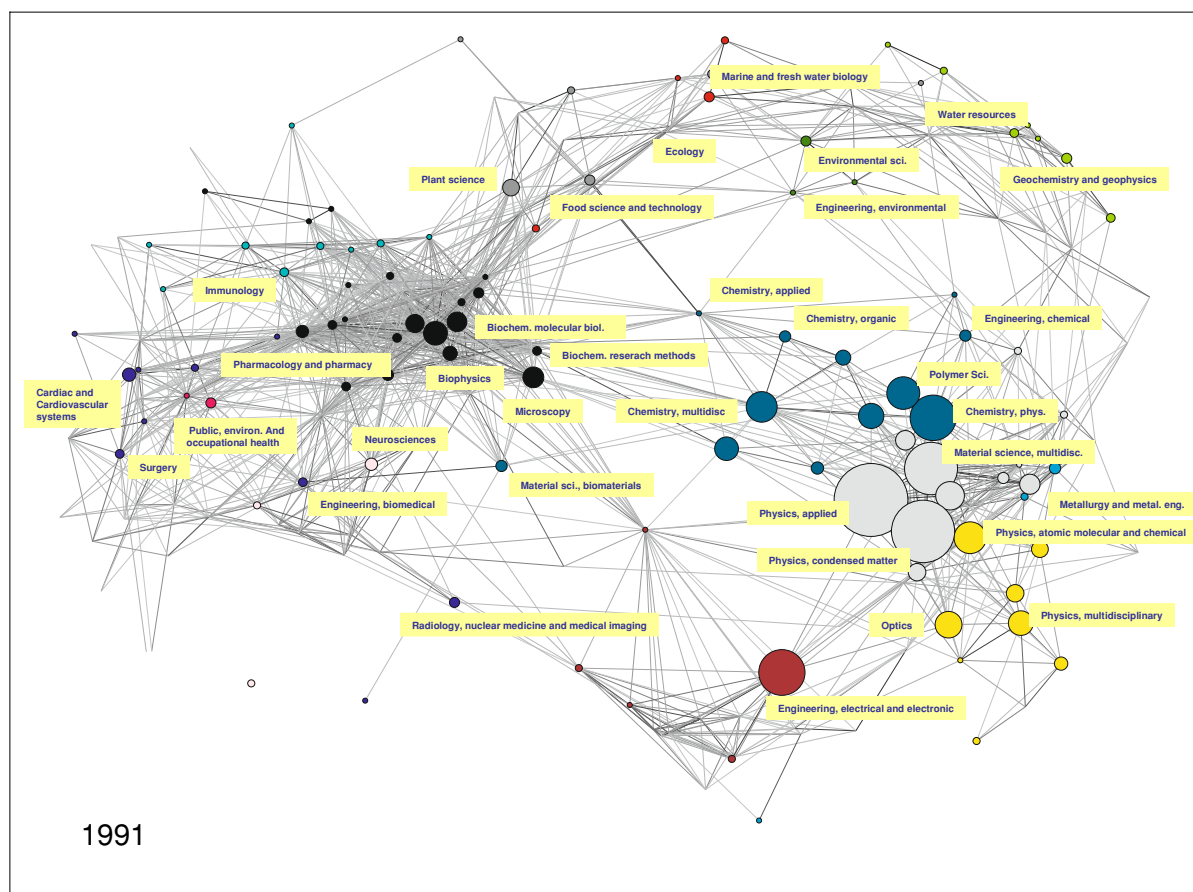 Marine and fresh water biology
Water resources
Ecology
Environmental sci.
Plant science
Geochemistry and geophysics
Food science and technology
Engineering, environmental
Immunology
Chemistry, applied
Chemistry, organic
Engineering, chemical
Biochem. molecular biol.
Biochem. reserach methods
Pharmacology and pharmacy
Biophysics
Polymer Sci.
Cardiac and
Cardiovascular
systems
Microscopy
Chemistry, multidisc
Chemistry, phys.
Public, environ. And
occupational health
Neurosciences
Material science, multidisc.
Surgery
Engineering, biomedical
Material sci., biomaterials
Physics, applied
Metallurgy and metal. eng.
Physics, atomic molecular and chemical
Physics, condensed matter
Radiology, nuclear medicine and medical imaging
Optics
Physics, multidisciplinary
Engineering, electrical and electronic
1991